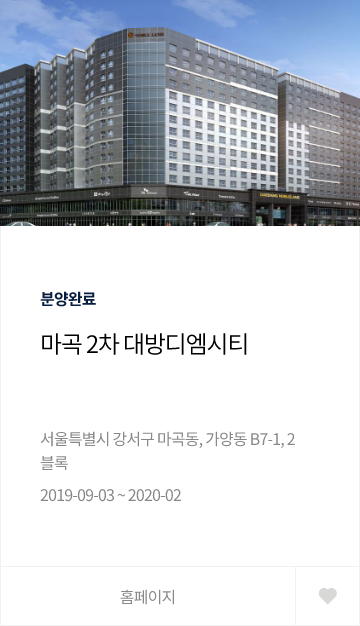 분양완료
마곡 2차 대방디엠시티
서울특별시 강서구 마곡동, 가양동 B7-1, 2
블록
2019-09-03 ~ 2020-02
홈페이지